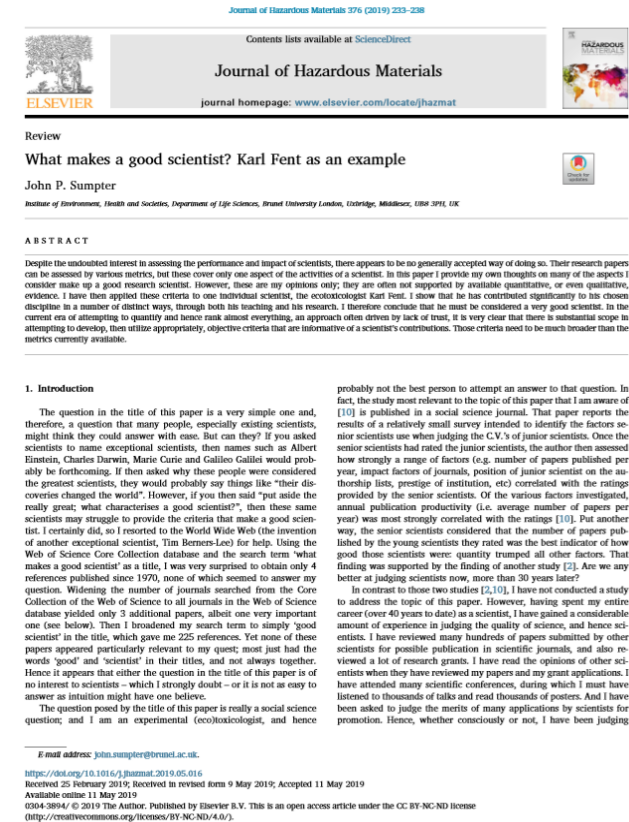 Journal of Hazardous Materials 376 (2019) 233–238
Contents lists available at ScienceDirect
Journal of Hazardous Materials
journal homepage: www.elsevier.com/locate/jhazmat
ELSEVIER
HAZARDOUS
MATERIALS
Review
What makes a good scientist? Karl Fent as an example
Check for
updates
John P. Sumpter
Institute of Environment, Health and Societies, Department of Life Sciences, Brunel University London, Uxbridge, Middlesex, UB8 3PH, UK
ABSTRACT
Despite the undoubted interest in assessing the performance and impact of scientists, there appears to be no generally accepted way of doing so. Their research papers
can be assessed by various metrics, but these cover only one aspect of the activities of a scientist. In this paper I provide my own thoughts on many of the aspects I
consider make up a good research scientist. However, these are my opinions only; they are often not supported by available quantitative, or even qualitative,
evidence. I have then applied these criteria to one individual scientist, the ecotoxicologist Karl Fent. I show that he has contributed significantly to his chosen
discipline in a number of distinct ways, through both his teaching and his research. I therefore conclude that he must be considered a very good scientist. In the
current era of attempting to quantify and hence rank almost everything, an approach often driven by lack of trust, it is very clear that there is substantial scope in
attempting to develop, then utilize appropriately, objective criteria that are informative of a scientist's contributions. Those criteria need to be much broader than the
metrics currently available.
1. Introduction
The question in the title of this paper is a very simple one and,
therefore, a question that many people, especially existing scientists,
might think they could answer with ease. But can they? If you asked
scientists to name exceptional scientists, then names such as Albert
Einstein, Charles Darwin, Marie Curie and Galileo Galilei would prob-
ably be forthcoming. If then asked why these people were considered
the greatest scientists, they would probably say things like "their dis-
coveries changed the world". However, if you then said "put aside the
really great; what characterises a good scientist?", then these same
scientists may struggle to provide the criteria that make a good scien-
tist. I certainly did, so I resorted to the World Wide Web (the invention
of another exceptional scientist, Tim Berners-Lee) for help. Using the
Web of Science Core Collection database and the search term 'what
makes a good scientist' as a title, I was very surprised to obtain only 4
references published since 1970, none of which seemed to answer my
question. Widening the number of journals searched from the Core
Collection of the Web of Science to all journals in the Web of Science
database yielded only 3 additional papers, albeit one very important
one (see below). Then I broadened my search term to simply 'good
scientist' in the title, which gave me 225 references. Yet none of these
papers appeared particularly relevant to my quest; most just had the
words 'good' and 'scientist' in their titles, and not always together.
Hence it appears that either the question in the title of this paper is of
no interest to scientists – which I strongly doubt – or it is not as easy to
answer as intuition might have one believe.
The question posed by the title of this paper is really a social science
question; and I am an experimental (eco)toxicologist, and hence
probably not the best person to attempt an answer to that question. In
fact, the study most relevant to the topic of this paper that I am aware of
[10] is published in a social science journal. That paper reports the
results of a relatively small survey intended to identify the factors se-
nior scientists use when judging the C.V.'s of junior scientists. Once the
senior scientists had rated the junior scientists, the author then assessed
how strongly a range of factors (e.g. number of papers published per
year, impact factors of journals, position of junior scientist on the au-
thorship lists, prestige of institution, etc) correlated with the ratings
provided by the senior scientists. Of the various factors investigated,
annual publication productivity (i.e. average number of papers per
year) was most strongly correlated with the ratings [10]. Put another
way, the senior scientists considered that the number of papers pub-
lished by the young scientists they rated was the best indicator of how
good those scientists were: quantity trumped all other factors. That
finding was supported by the finding of another study [2]. Are we any
better at judging scientists now, more than 30 years later?
In contrast to those two studies [2,10], I have not conducted a study
to address the topic of this paper. However, having spent my entire
career (over 40 years to date) as a scientist, I have gained a considerable
amount of experience in judging the quality of science, and hence sci-
entists. I have reviewed many hundreds of papers submitted by other
scientists for possible publication in scientific journals, and also re-
viewed a lot of research grants. I have read the opinions of other sci-
entists when they have reviewed my papers and my grant applications. I
have attended many scientific conferences, during which I must have
listened to thousands of talks and read thousands of posters. And I have
been asked to judge the merits of many applications by scientists for
promotion. Hence, whether consciously or not, I have been judging
E-mail address: john.sumpter@brunel.ac.uk.
https://doi.org/10.1016/j.jhazmat.2019.05.016
Received 25 February 2019; Received in revised form 9 May 2019; Accepted 11 May 2019
Available online 11 May 2019
0304-3894/ © 2019 The Author. Published by Elsevier B.V. This is an open access article under the CC BY-NC-ND license
(http://creativecommons.org/licenses/BY-NC-ND/4.0/).